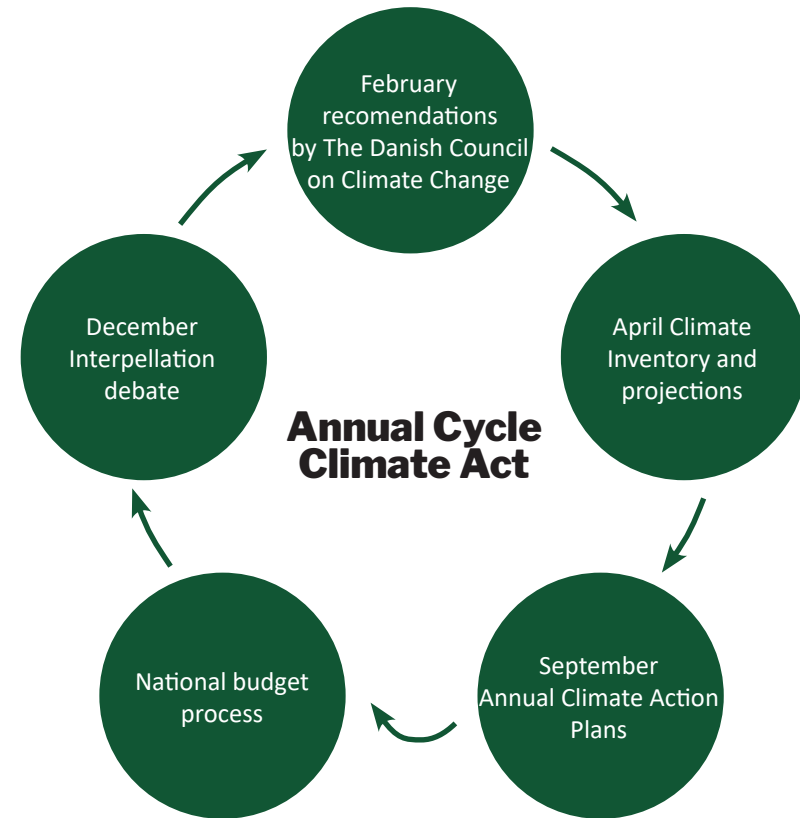 February
recomendations
by The Danish Council
on Climate Change
April Climate
Inventory and
projections
September
Annual Climate Action
Plans
National budget
process
December
Interpellation
debate
Annual Cycle
Climate Act